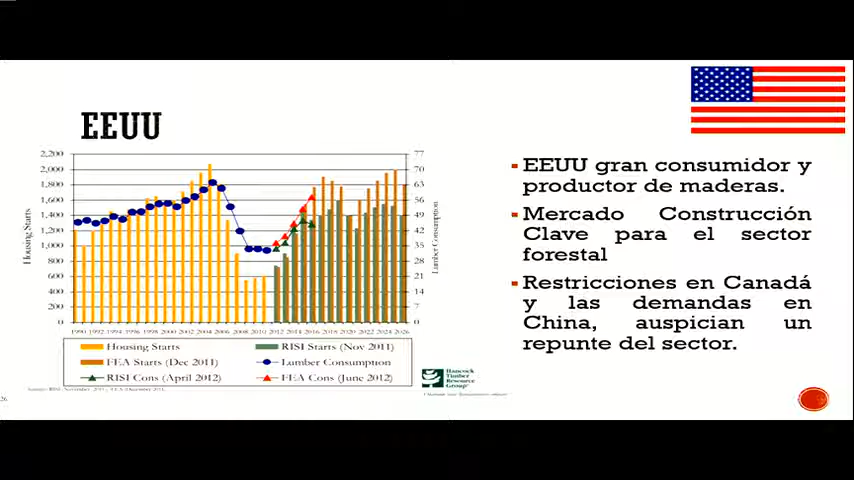 EEUU
2,200 77
2,000 70
1,800 63
1,600 56
1,400 49
1,200 42
1,000 35
800 28
600 21
400 14
200 7
0 0
Housing Starts
Lumber Consumption
1990 1992 1994 1996 1998 2000 2002 2004 2006 2008 2010 2012 2014 2016 2018 2020 2022 2024 2026
Housing Starts RISI Starts (Nov 2011)
FEA Starts (Dec 2011) Lumber Consumption
RISI Cons (April 2012) FEA Cons (June 2012)
Hancock
Timber
Resource
Group
26
EEUU gran consumidor y
productor de maderas.
Mercado Construcción
Clave para el sector
forestal
Restricciones en Canadá
y las demandas en
China, auspician un
repunte del sector.